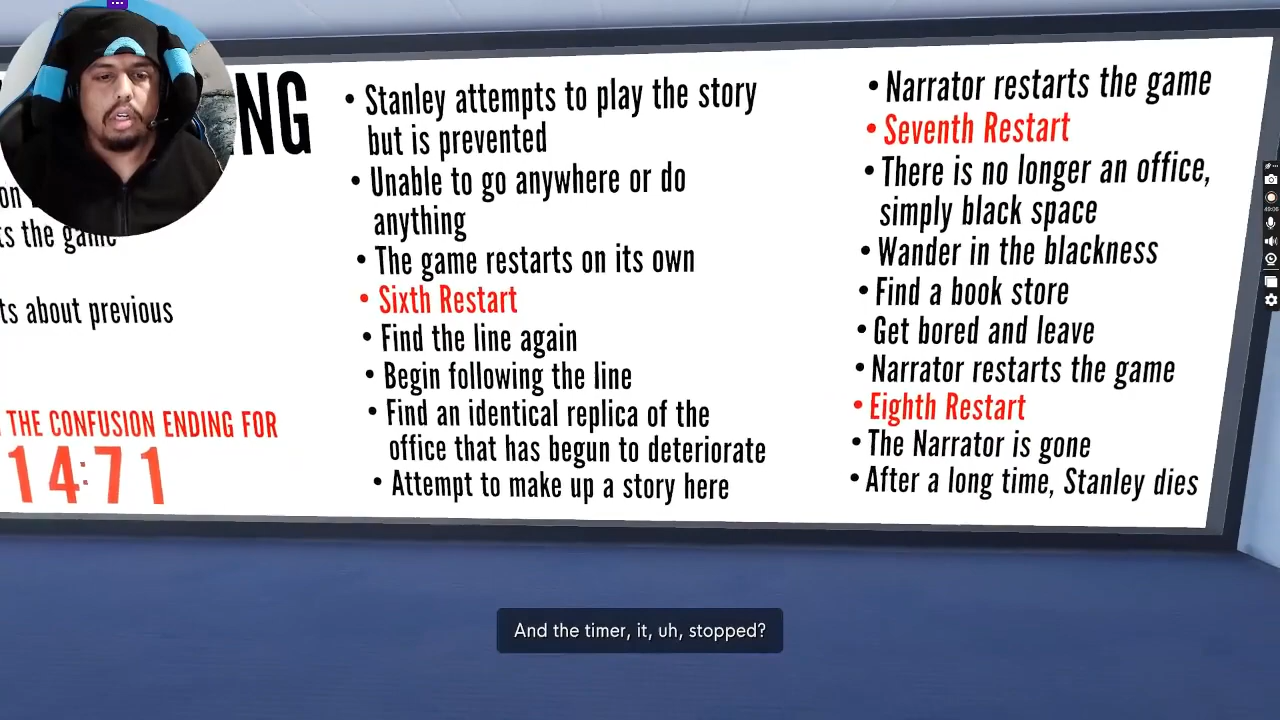 NG
on
ts the game
ts about previous
THE CONFUSION ENDING FOR
14:71
• Stanley attempts to play the story
but is prevented
• Unable to go anywhere or do
anything
• The game restarts on its own
• Sixth Restart
• Find the line again
• Begin following the line
• Find an identical replica of the
office that has begun to deteriorate
• Attempt to make up a story here
• Narrator restarts the game
• Seventh Restart
• There is no longer an office,
simply black space
• Wander in the blackness
• Find a book store
• Get bored and leave
• Narrator restarts the game
• Eighth Restart
• The Narrator is gone
• After a long time, Stanley dies
And the timer, it, uh, stopped?